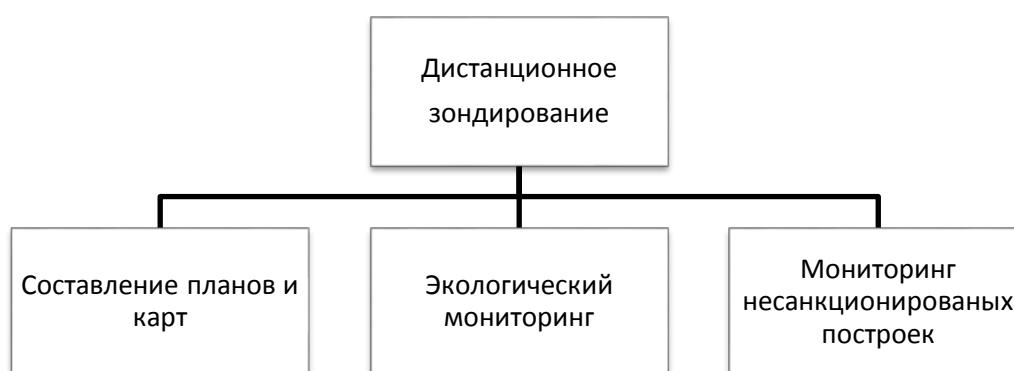 Дистанционное
зондирование
Составление планов и
карт
Экологический
мониторинг
Мониторинг
несанкционированых
построек